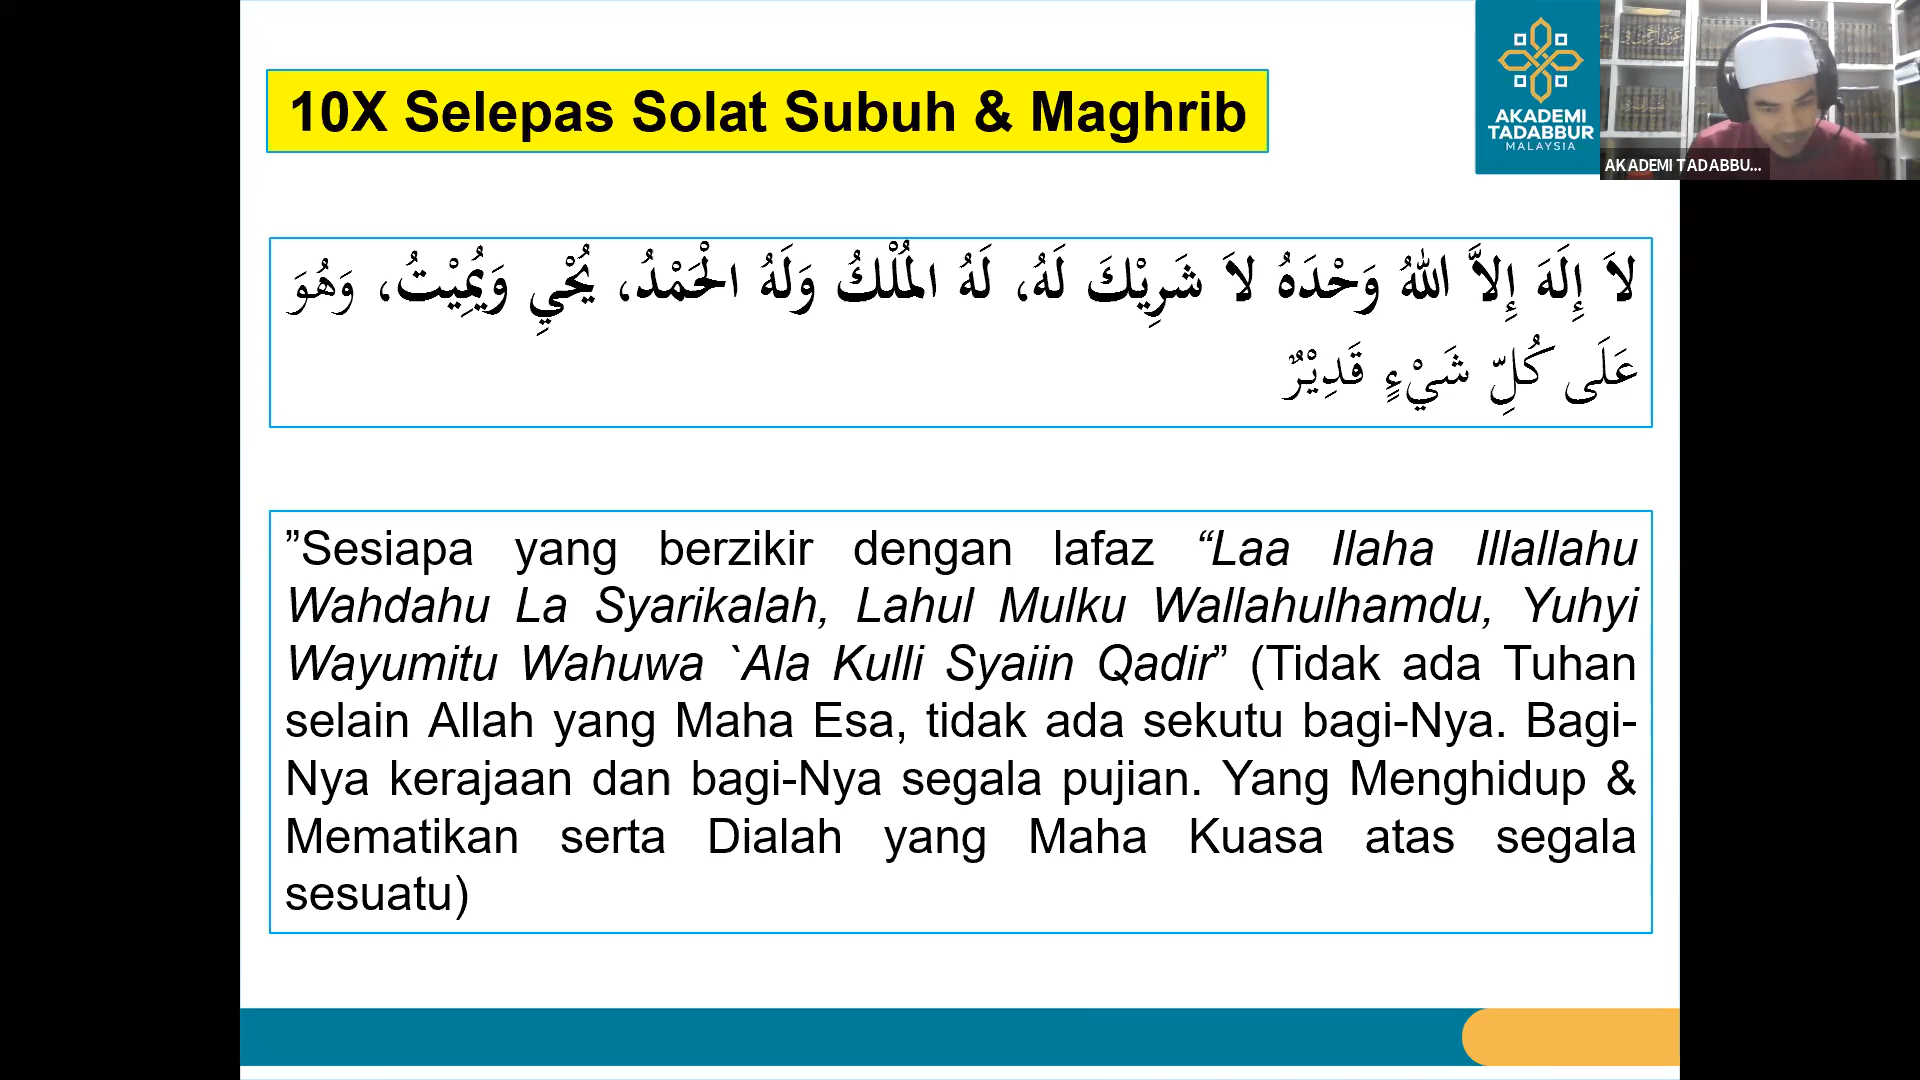 10X Selepas Solat Subuh & Maghrib
AKADEMI
TADABBUR
MALAYSIA
AKADEMI TADABBU...
لاَ إِلَهَ إِلاَّ اللهُ وَحْدَهُ لاَ شَرِيْكَ لَهُ، لَهُ الْمُلْكُ وَلَهُ الْحَمْدُ، يُحْيِ وَيُمِيْتُ، وَهُوَ
عَلَى كُلِّ شَيْءٍ قَدِيْرٌ
”Sesiapa yang berzikir dengan lafaz “Laa Ilaha Illallahu
Wahdahu La Syarikalah, Lahul Mulku Wallahulhamdu, Yuhyi
Wayumitu Wahuwa `Ala Kulli Syaiin Qadir” (Tidak ada Tuhan
selain Allah yang Maha Esa, tidak ada sekutu bagi-Nya. Bagi-
Nya kerajaan dan bagi-Nya segala pujian. Yang Menghidup &
Mematikan serta Dialah yang Maha Kuasa atas segala
sesuatu)